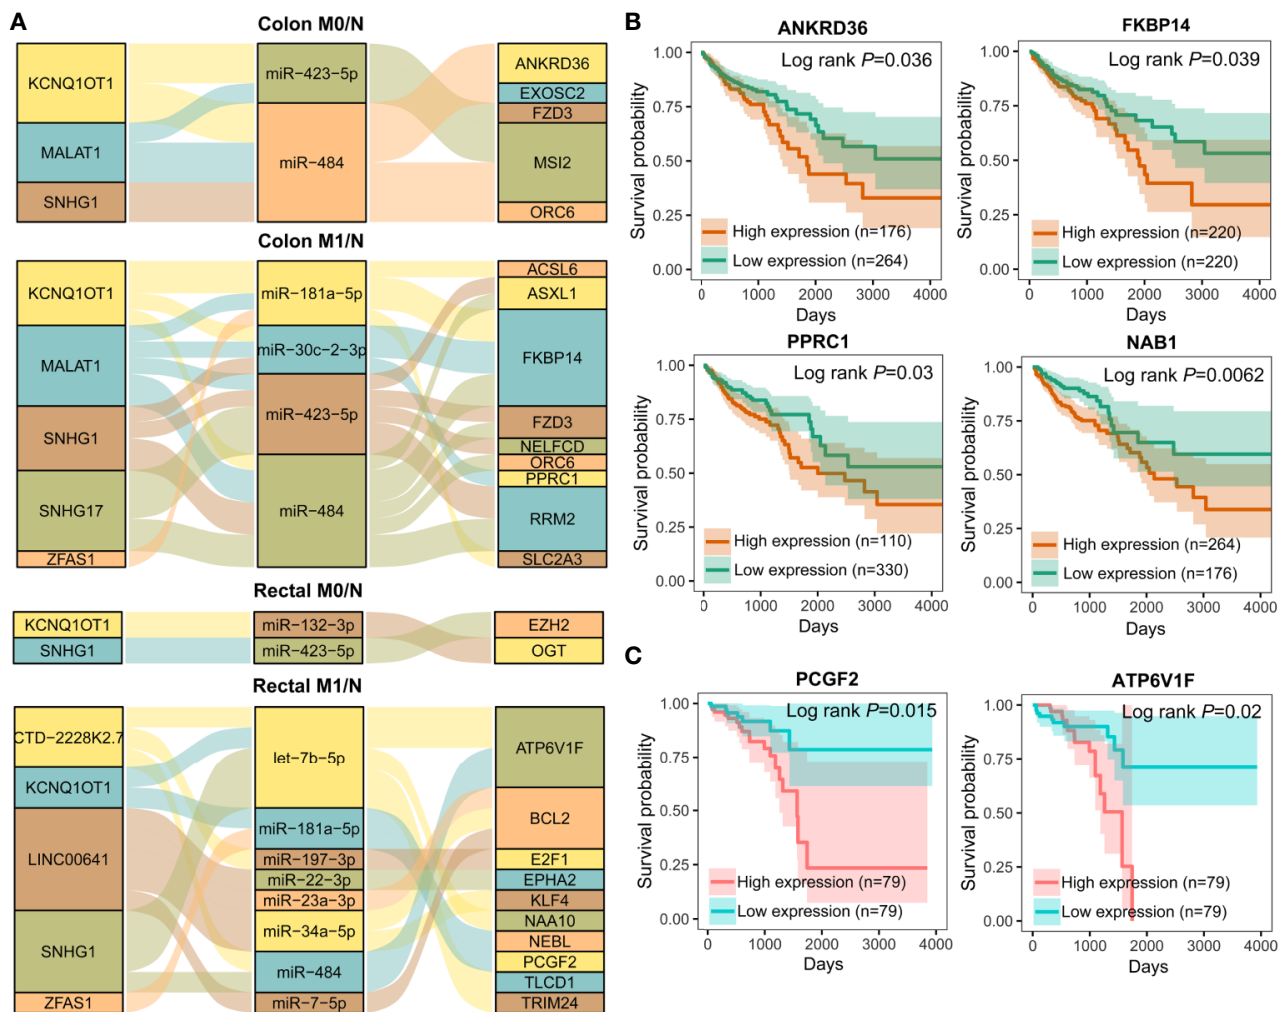 A
Colon M0/N
KCNQ1OT1
MALAT1
SNHG1
miR−423−5p
miR−484
ANKRD36
EXOSC2
FZD3
MSI2
ORC6
Colon M1/N
KCNQ1OT1
MALAT1
SNHG1
SNHG17
ZFAS1
miR−181a−5p
miR−30c−2−3p
miR−423−5p
miR−484
ACSL6
ASXL1
FKBP14
FZD3
NELFCD
ORC6
PPRC1
RRM2
SLC2A3
Rectal M0/N
KCNQ1OT1
SNHG1
miR−132−3p
miR−423−5p
EZH2
OGT
Rectal M1/N
CTD−2228K2.7
KCNQ1OT1
LINC00641
SNHG1
ZFAS1
let−7b−5p
miR−181a−5p
miR−197−3p
miR−22−3p
miR−23a−3p
miR−34a−5p
miR−484
miR−7−5p
ATP6V1F
BCL2
E2F1
EPHA2
KLF4
NAA10
NEBL
PCGF2
TLCD1
TRIM24
B
ANKRD36
Log rank P=0.036
Survival probability
1.00
0.75
0.50
0.25
0.00
High expression (n=176)
Low expression (n=264)
0 1000 2000 3000 4000
Days
FKBP14
Log rank P=0.039
Survival probability
1.00
0.75
0.50
0.25
0.00
High expression (n=220)
Low expression (n=220)
0 1000 2000 3000 4000
Days
PPRC1
Log rank P=0.03
Survival probability
1.00
0.75
0.50
0.25
0.00
High expression (n=110)
Low expression (n=330)
0 1000 2000 3000 4000
Days
NAB1
Log rank P=0.0062
Survival probability
1.00
0.75
0.50
0.25
0.00
High expression (n=264)
Low expression (n=176)
0 1000 2000 3000 4000
Days
C
PCGF2
Log rank P=0.015
Survival probability
1.00
0.75
0.50
0.25
0.00
High expression (n=79)
Low expression (n=79)
0 1000 2000 3000 4000
Days
ATP6V1F
Log rank P=0.02
Survival probability
1.00
0.75
0.50
0.25
0.00
High expression (n=79)
Low expression (n=79)
0 1000 2000 3000 4000
Days